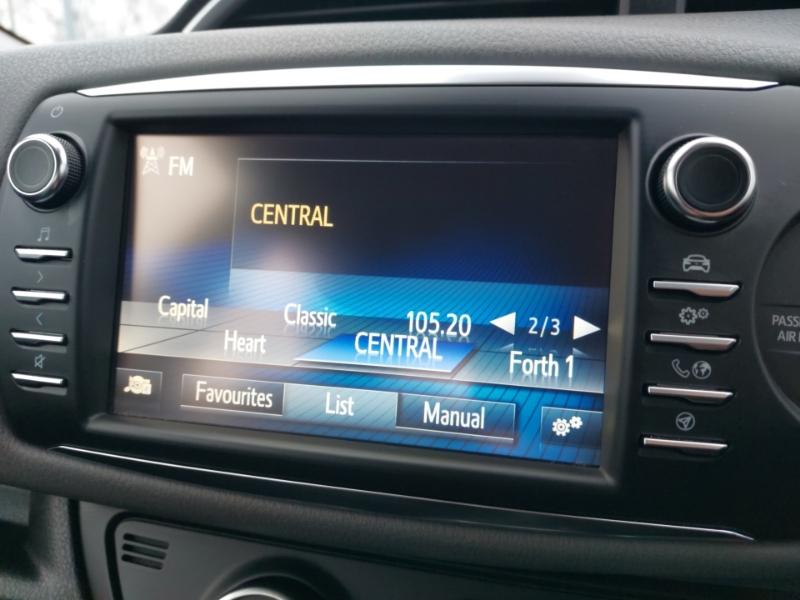 FM
CENTRAL
Capital Classic 105.20 2/3
Heart CENTRAL Forth 1
Favourites List Manual
PASS
AIR